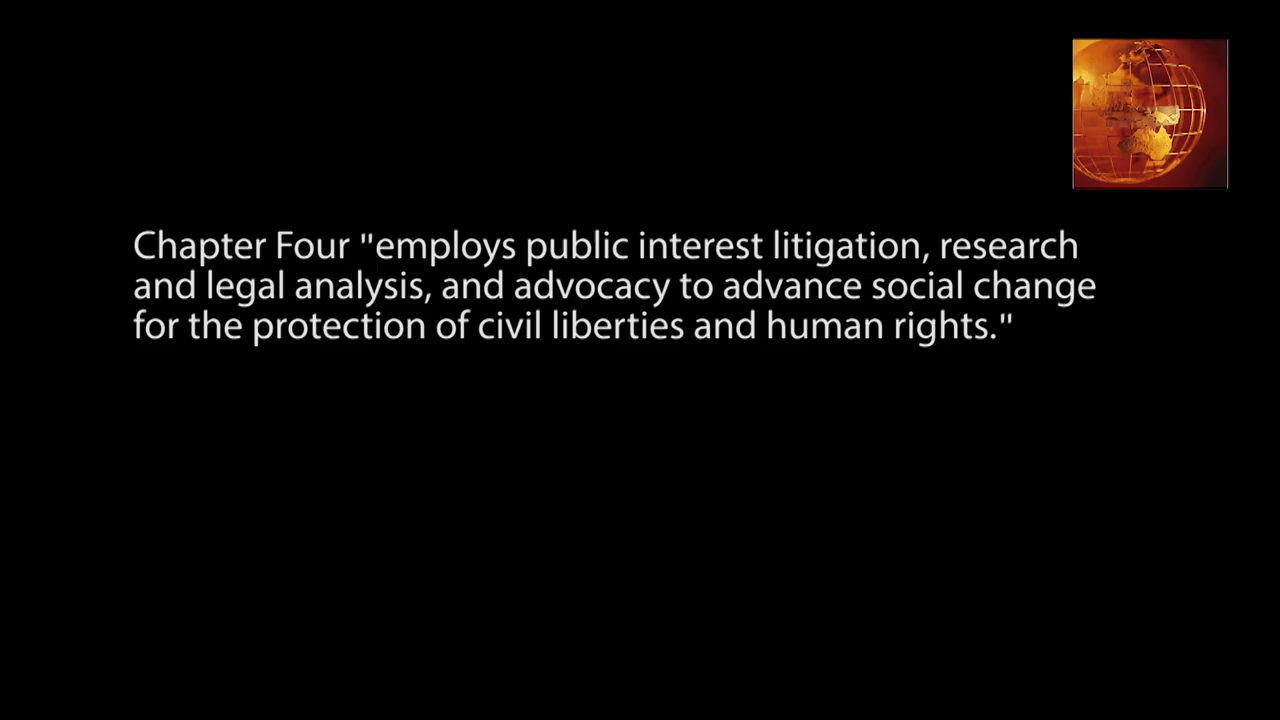 Chapter Four "employs public interest litigation, research
and legal analysis, and advocacy to advance social change
for the protection of civil liberties and human rights."